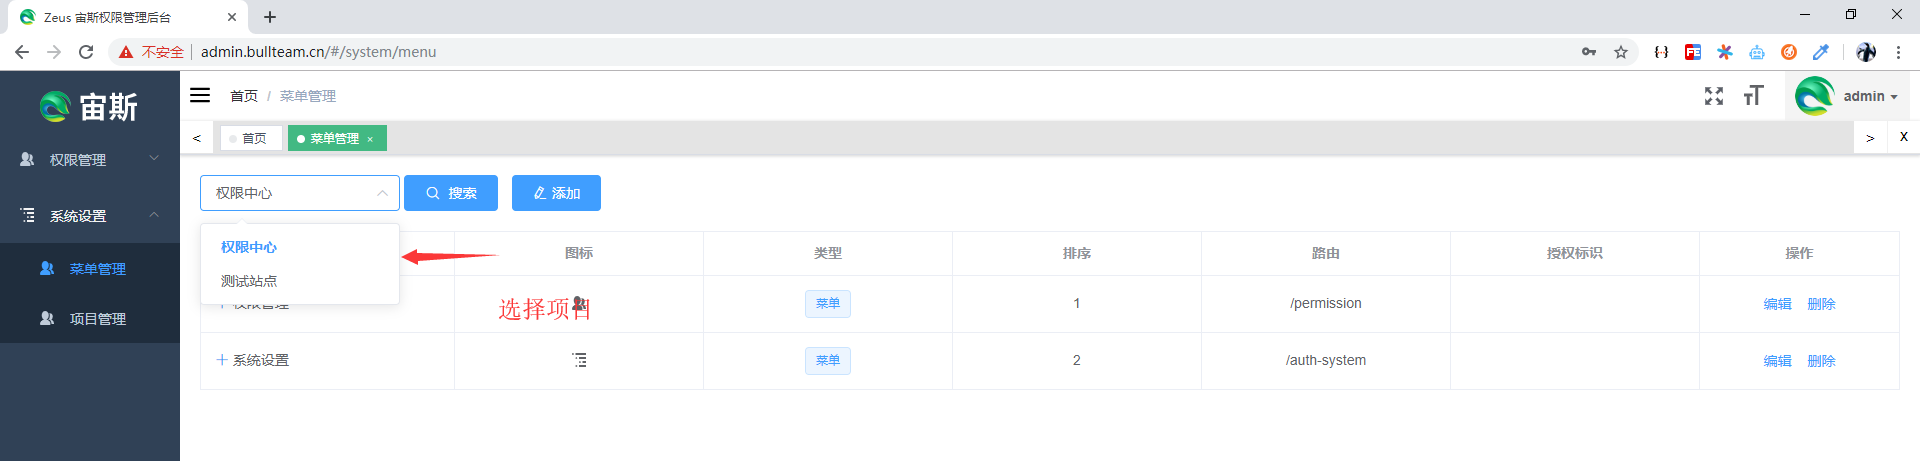 Zeus 宙斯权限管理后台
不安全 admin.bullteam.cn/#/system/menu
FE
宙斯
首页 / 菜单管理
admin
< 首页 菜单管理 × > X
权限管理
系统设置
菜单管理
项目管理
权限中心 搜索 添加
权限中心
测试站点
图标 类型 排序 路由 授权标识 操作
选择项目
权限管理 菜单 1 /permission 编辑 删除
系统设置 菜单 2 /auth-system 编辑 删除